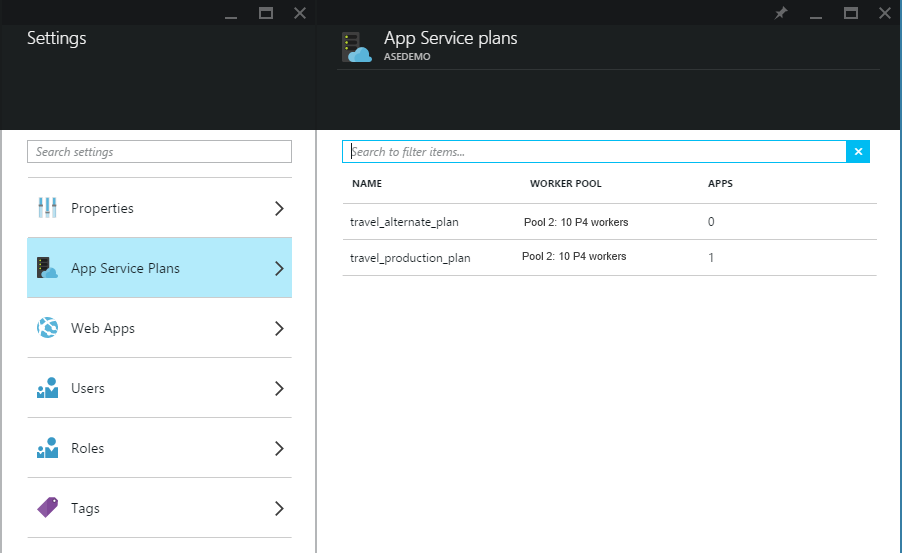 Settings
App Service plans
ASEDEMO
Search settings
Search to filter items...
NAME WORKER POOL APPS
Properties
travel_alternate_plan Pool 2: 10 P4 workers 0
App Service Plans
travel_production_plan Pool 2: 10 P4 workers 1
Web Apps
Users
Roles
Tags